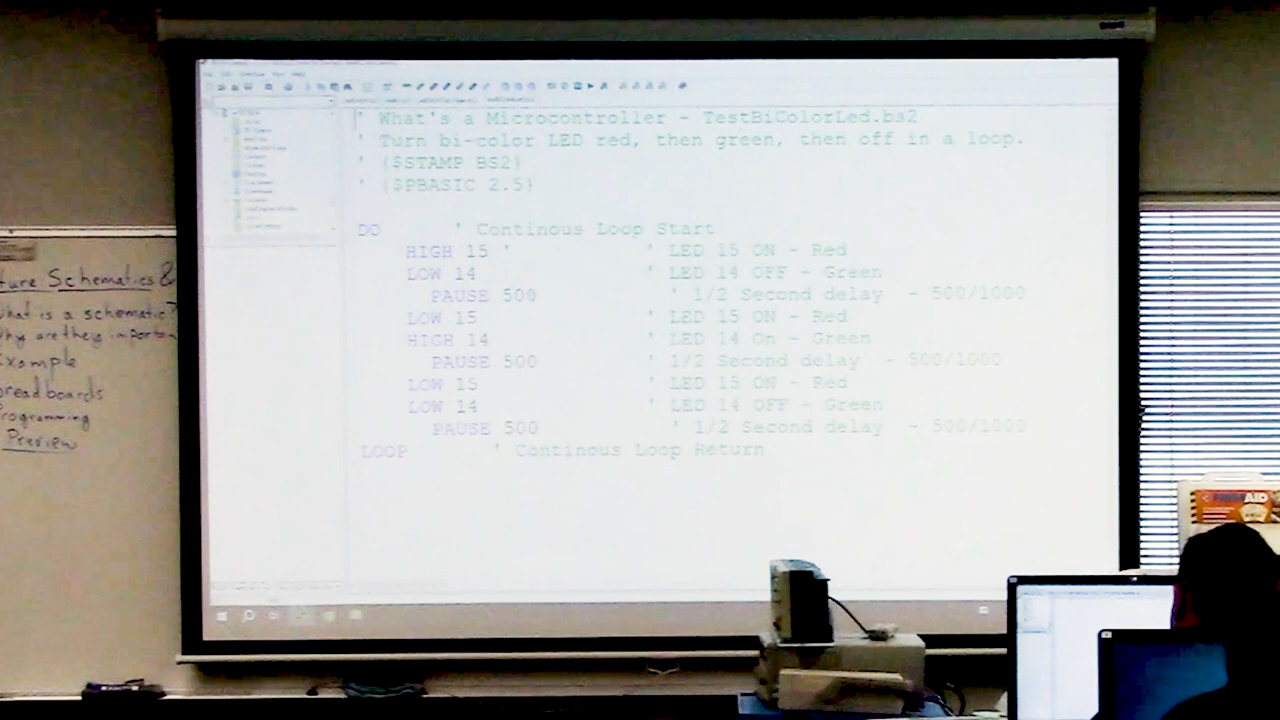 ' What's a Microcontroller - TestBiColorLed.bs2
' Turn bi-color LED red, then green, then off in a loop.
' {$STAMP BS2}
' {$PBASIC 2.5}
DO ' Continous Loop Start
HIGH 15 ' ' LED 15 ON - Red
LOW 14 ' LED 14 OFF - Green
PAUSE 500 ' 1/2 Second delay - 500/1000
LOW 15 ' LED 15 ON - Red
HIGH 14 ' LED 14 On - Green
PAUSE 500 ' 1/2 Second delay - 500/1000
LOW 15 ' LED 15 ON - Red
LOW 14 ' LED 14 OFF - Green
PAUSE 500 ' 1/2 Second delay - 500/1000
LOOP ' Continous Loop Return
ture Schematics &
hat is a schematic?
hy are they importan
Example
readboards
rogramming
Preview
AID